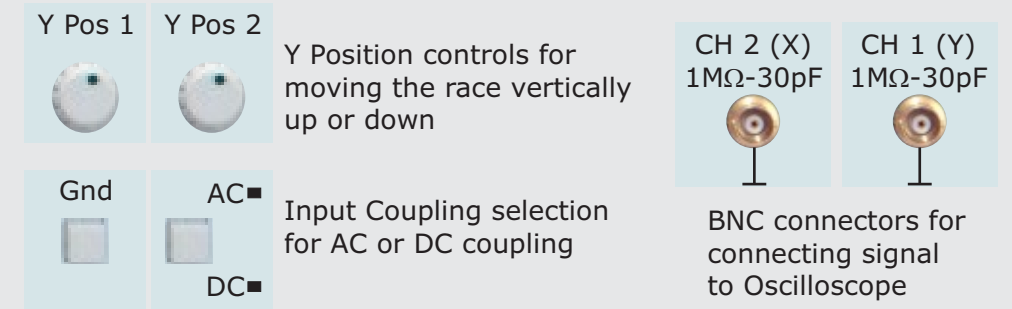 Y Pos 1
Y Pos 2
Y Position controls for
moving the race vertically
up or down
Gnd
AC
DC
Input Coupling selection
for AC or DC coupling
CH 2 (X)
1MΩ-30pF
CH 1 (Y)
1MΩ-30pF
BNC connectors for
connecting signal
to Oscilloscope